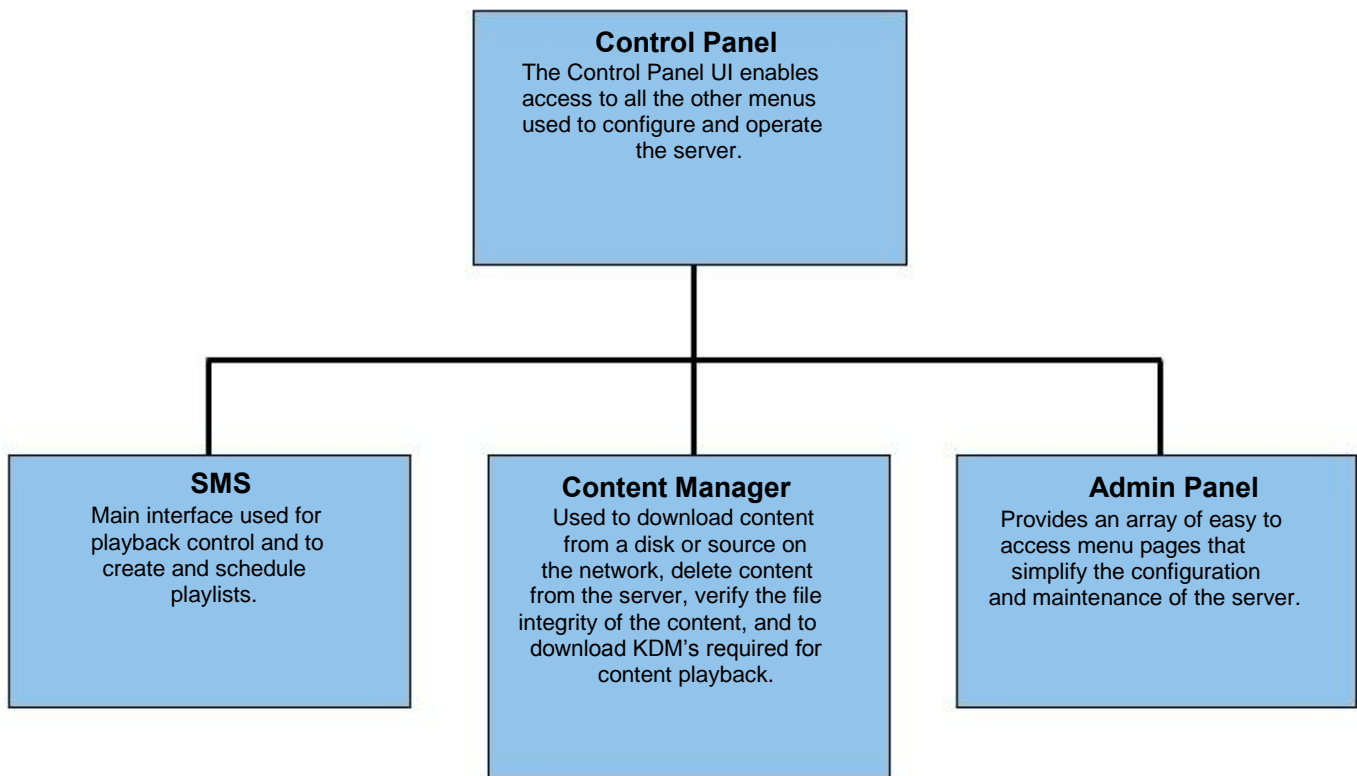 Control Panel
The Control Panel UI enables
access to all the other menus
used to configure and operate
the server.
SMS
Main interface used for
playback control and to
create and schedule
playlists.
Content Manager
Used to download content
from a disk or source on
the network, delete content
from the server, verify the file
integrity of the content, and to
download KDM’s required for
content playback.
Admin Panel
Provides an array of easy to
access menu pages that
simplify the configuration
and maintenance of the server.